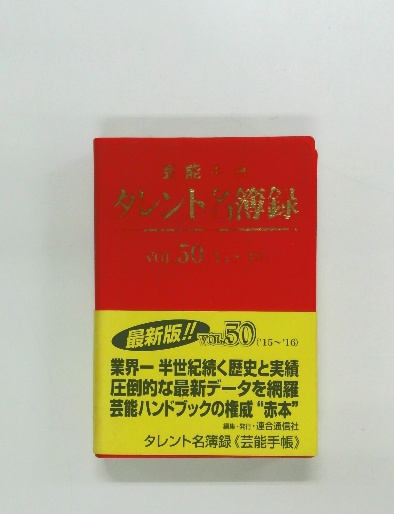 芸能手帳
タレント名簿録
VOL.50 ('15〜'16)
最新版!! VOL.50('15〜'16)
業界一 半世紀続く歴史と実績
圧倒的な最新データを網羅
芸能ハンドブックの権威“赤本”
編集・発行・連合通信社
タレント名簿録《芸能手帳》